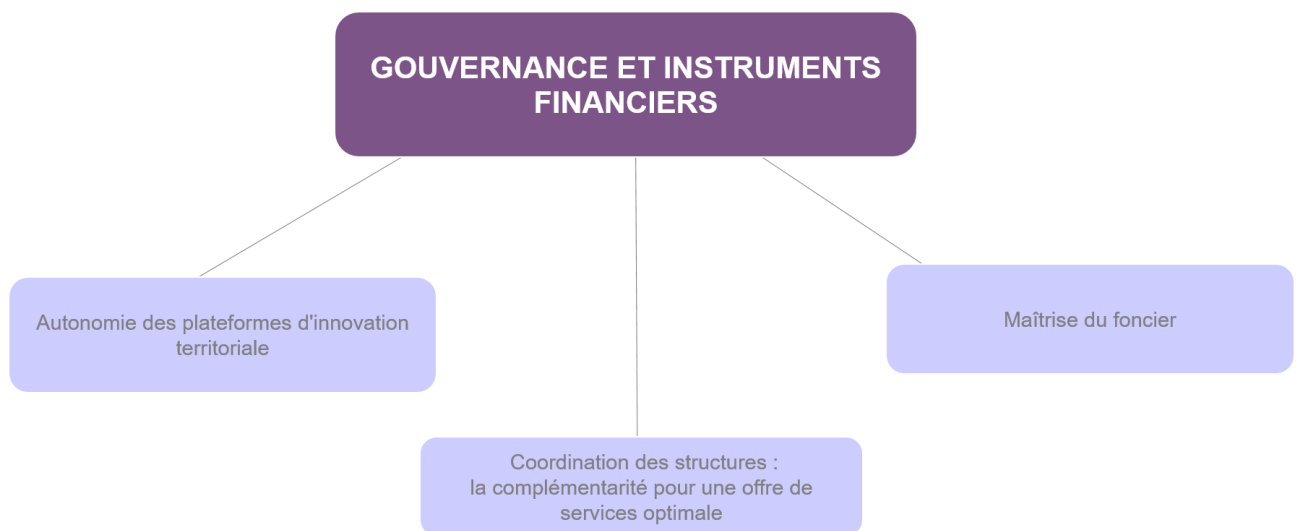 GOUVERNANCE ET INSTRUMENTS
FINANCIERS
Autonomie des plateformes d'innovation
territoriale
Maîtrise du foncier
Coordination des structures :
la complémentarité pour une offre de
services optimale